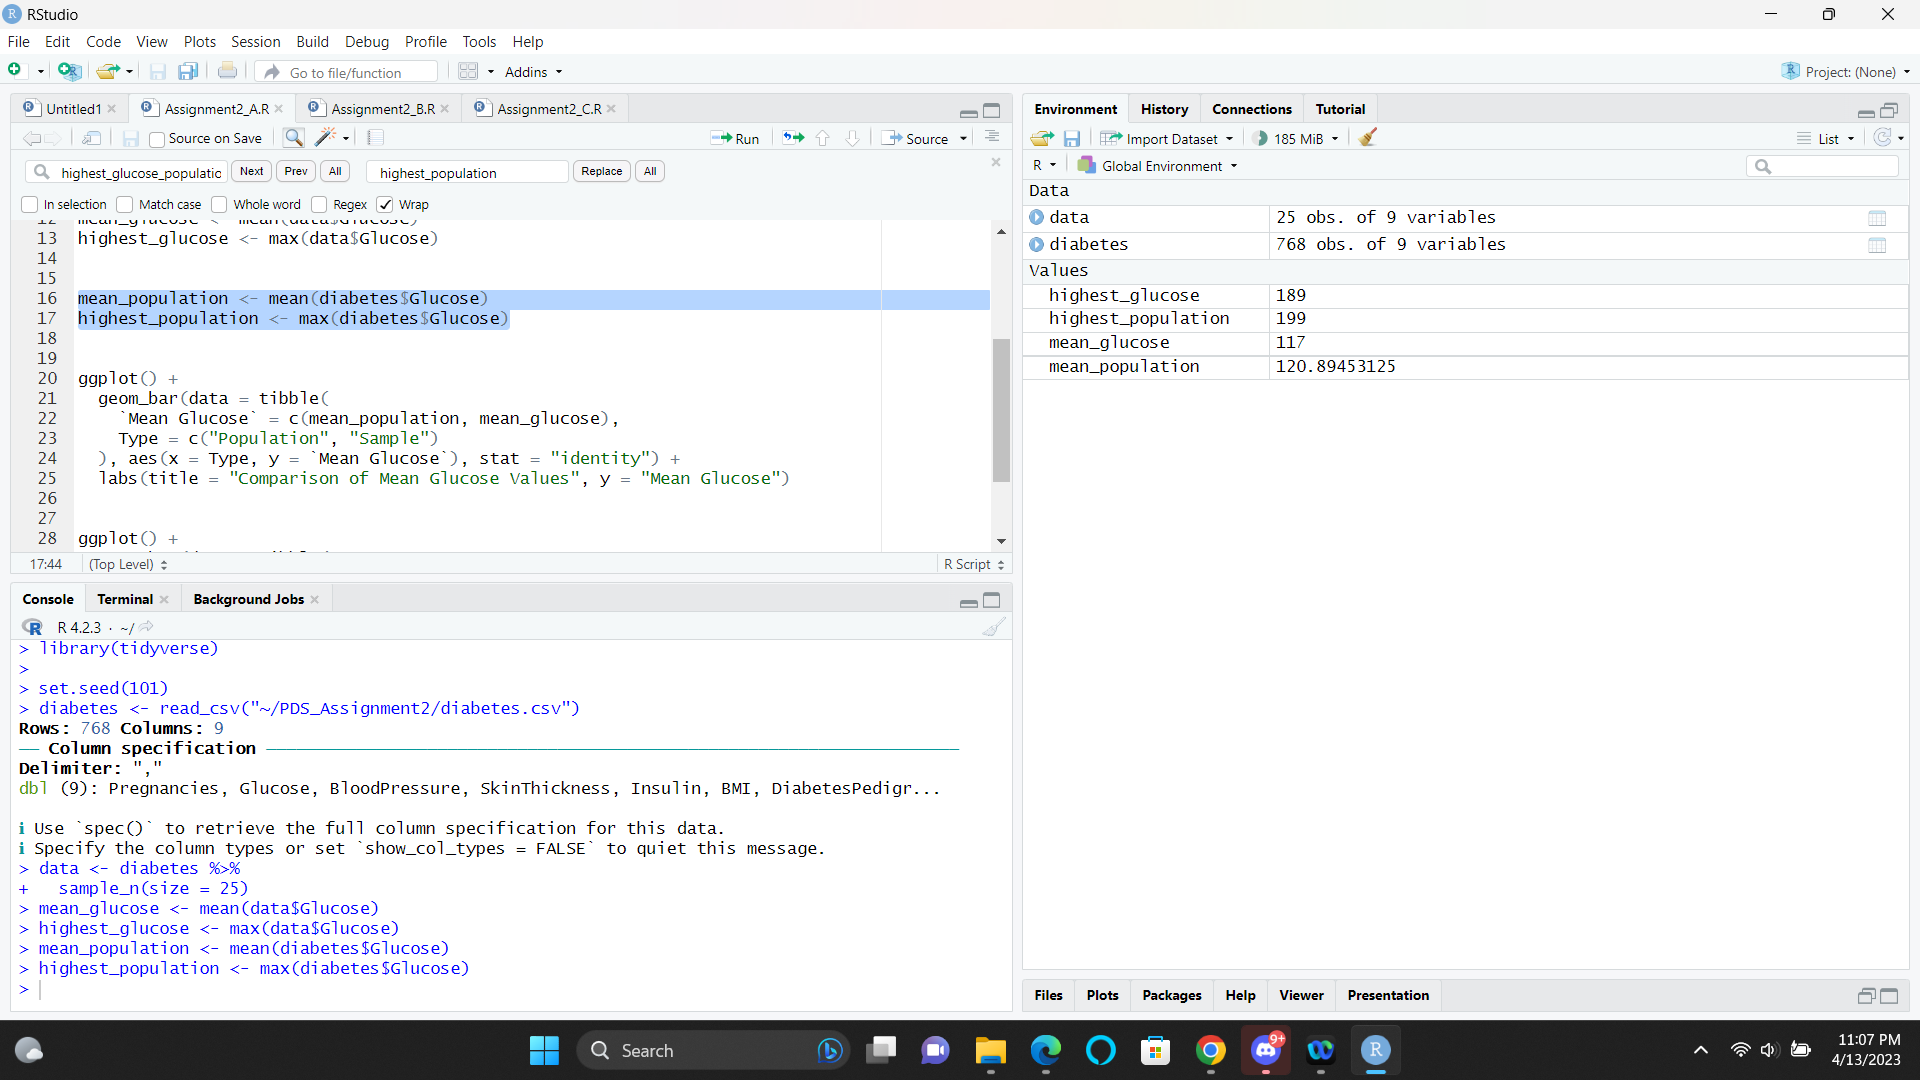 RStudio
File Edit Code View Plots Session Build Debug Profile Tools Help
Go to file/function Addins Project: (None)
Untitled1 Assignment2_A.R Assignment2_B.R Assignment2_C.R
Source on Save Run Source
highest_glucose_populatio Next Prev All highest_population Replace All
In selection Match case Whole word Regex Wrap
12 mean_glucose <- mean(data$Glucose)
13 highest_glucose <- max(data$Glucose)
14
15
16 mean_population <- mean(diabetes$Glucose)
17 highest_population <- max(diabetes$Glucose)
18
19
20 ggplot() +
21 geom_bar(data = tibble(
22 `Mean Glucose` = c(mean_population, mean_glucose),
23 Type = c("Population", "Sample")
24 ), aes(x = Type, y = `Mean Glucose`), stat = "identity") +
25 labs(title = "Comparison of Mean Glucose Values", y = "Mean Glucose")
26
27
28 ggplot() +
17:44 (Top Level) R Script
Console Terminal Background Jobs
R 4.2.3 · ~/
> library(tidyverse)
>
> set.seed(101)
> diabetes <- read_csv("~/PDS_Assignment2/diabetes.csv")
Rows: 768 Columns: 9
── Column specification ──────────
Delimiter: ","
dbl (9): Pregnancies, Glucose, BloodPressure, SkinThickness, Insulin, BMI, DiabetesPedigr...
i Use `spec()` to retrieve the full column specification for this data.
i Specify the column types or set `show_col_types = FALSE` to quiet this message.
> data <- diabetes %>%
+ sample_n(size = 25)
> mean_glucose <- mean(data$Glucose)
> highest_glucose <- max(data$Glucose)
> mean_population <- mean(diabetes$Glucose)
> highest_population <- max(diabetes$Glucose)
>
Environment History Connections Tutorial
Import Dataset 185 MiB List
R Global Environment
Data
data 25 obs. of 9 variables
diabetes 768 obs. of 9 variables
Values
highest_glucose 189
highest_population 199
mean_glucose 117
mean_population 120.89453125
Files Plots Packages Help Viewer Presentation
Search
9+
R
11:07 PM
4/13/2023